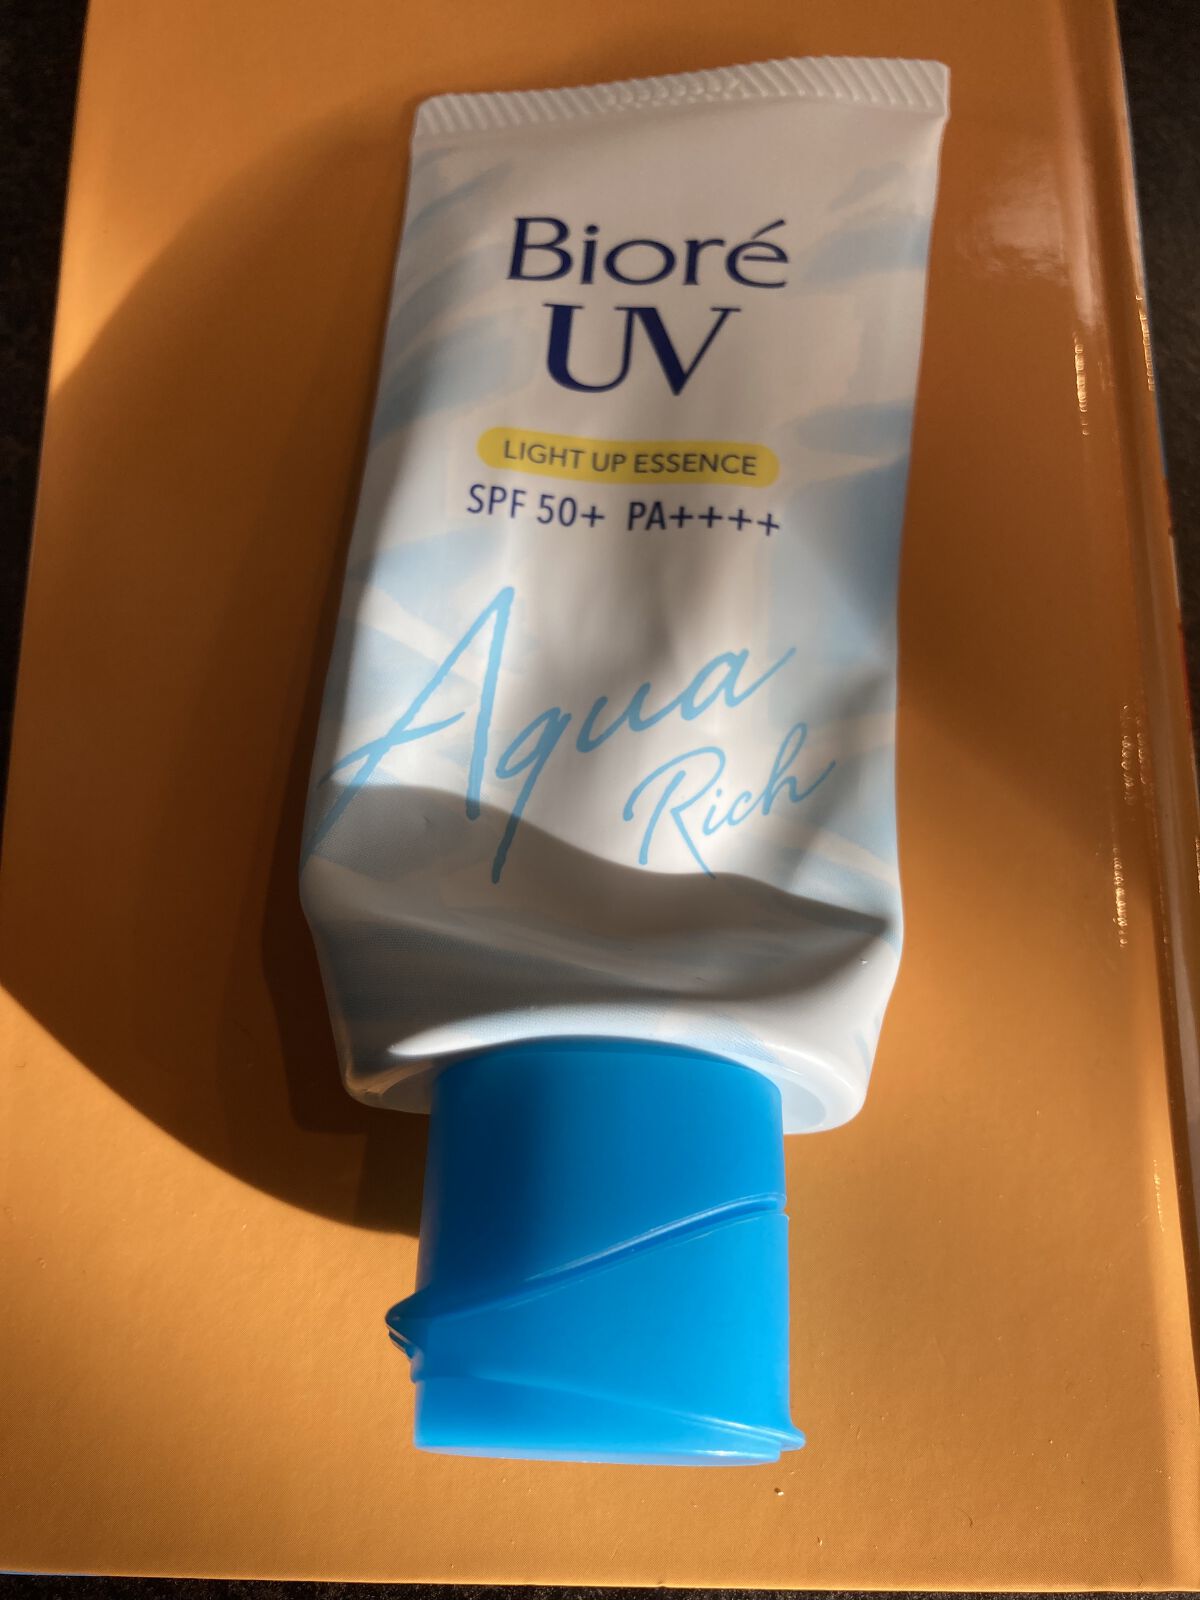 Bioré
UV
LIGHT UP ESSENCE
SPF 50+ PA++++
Aqua
Rich